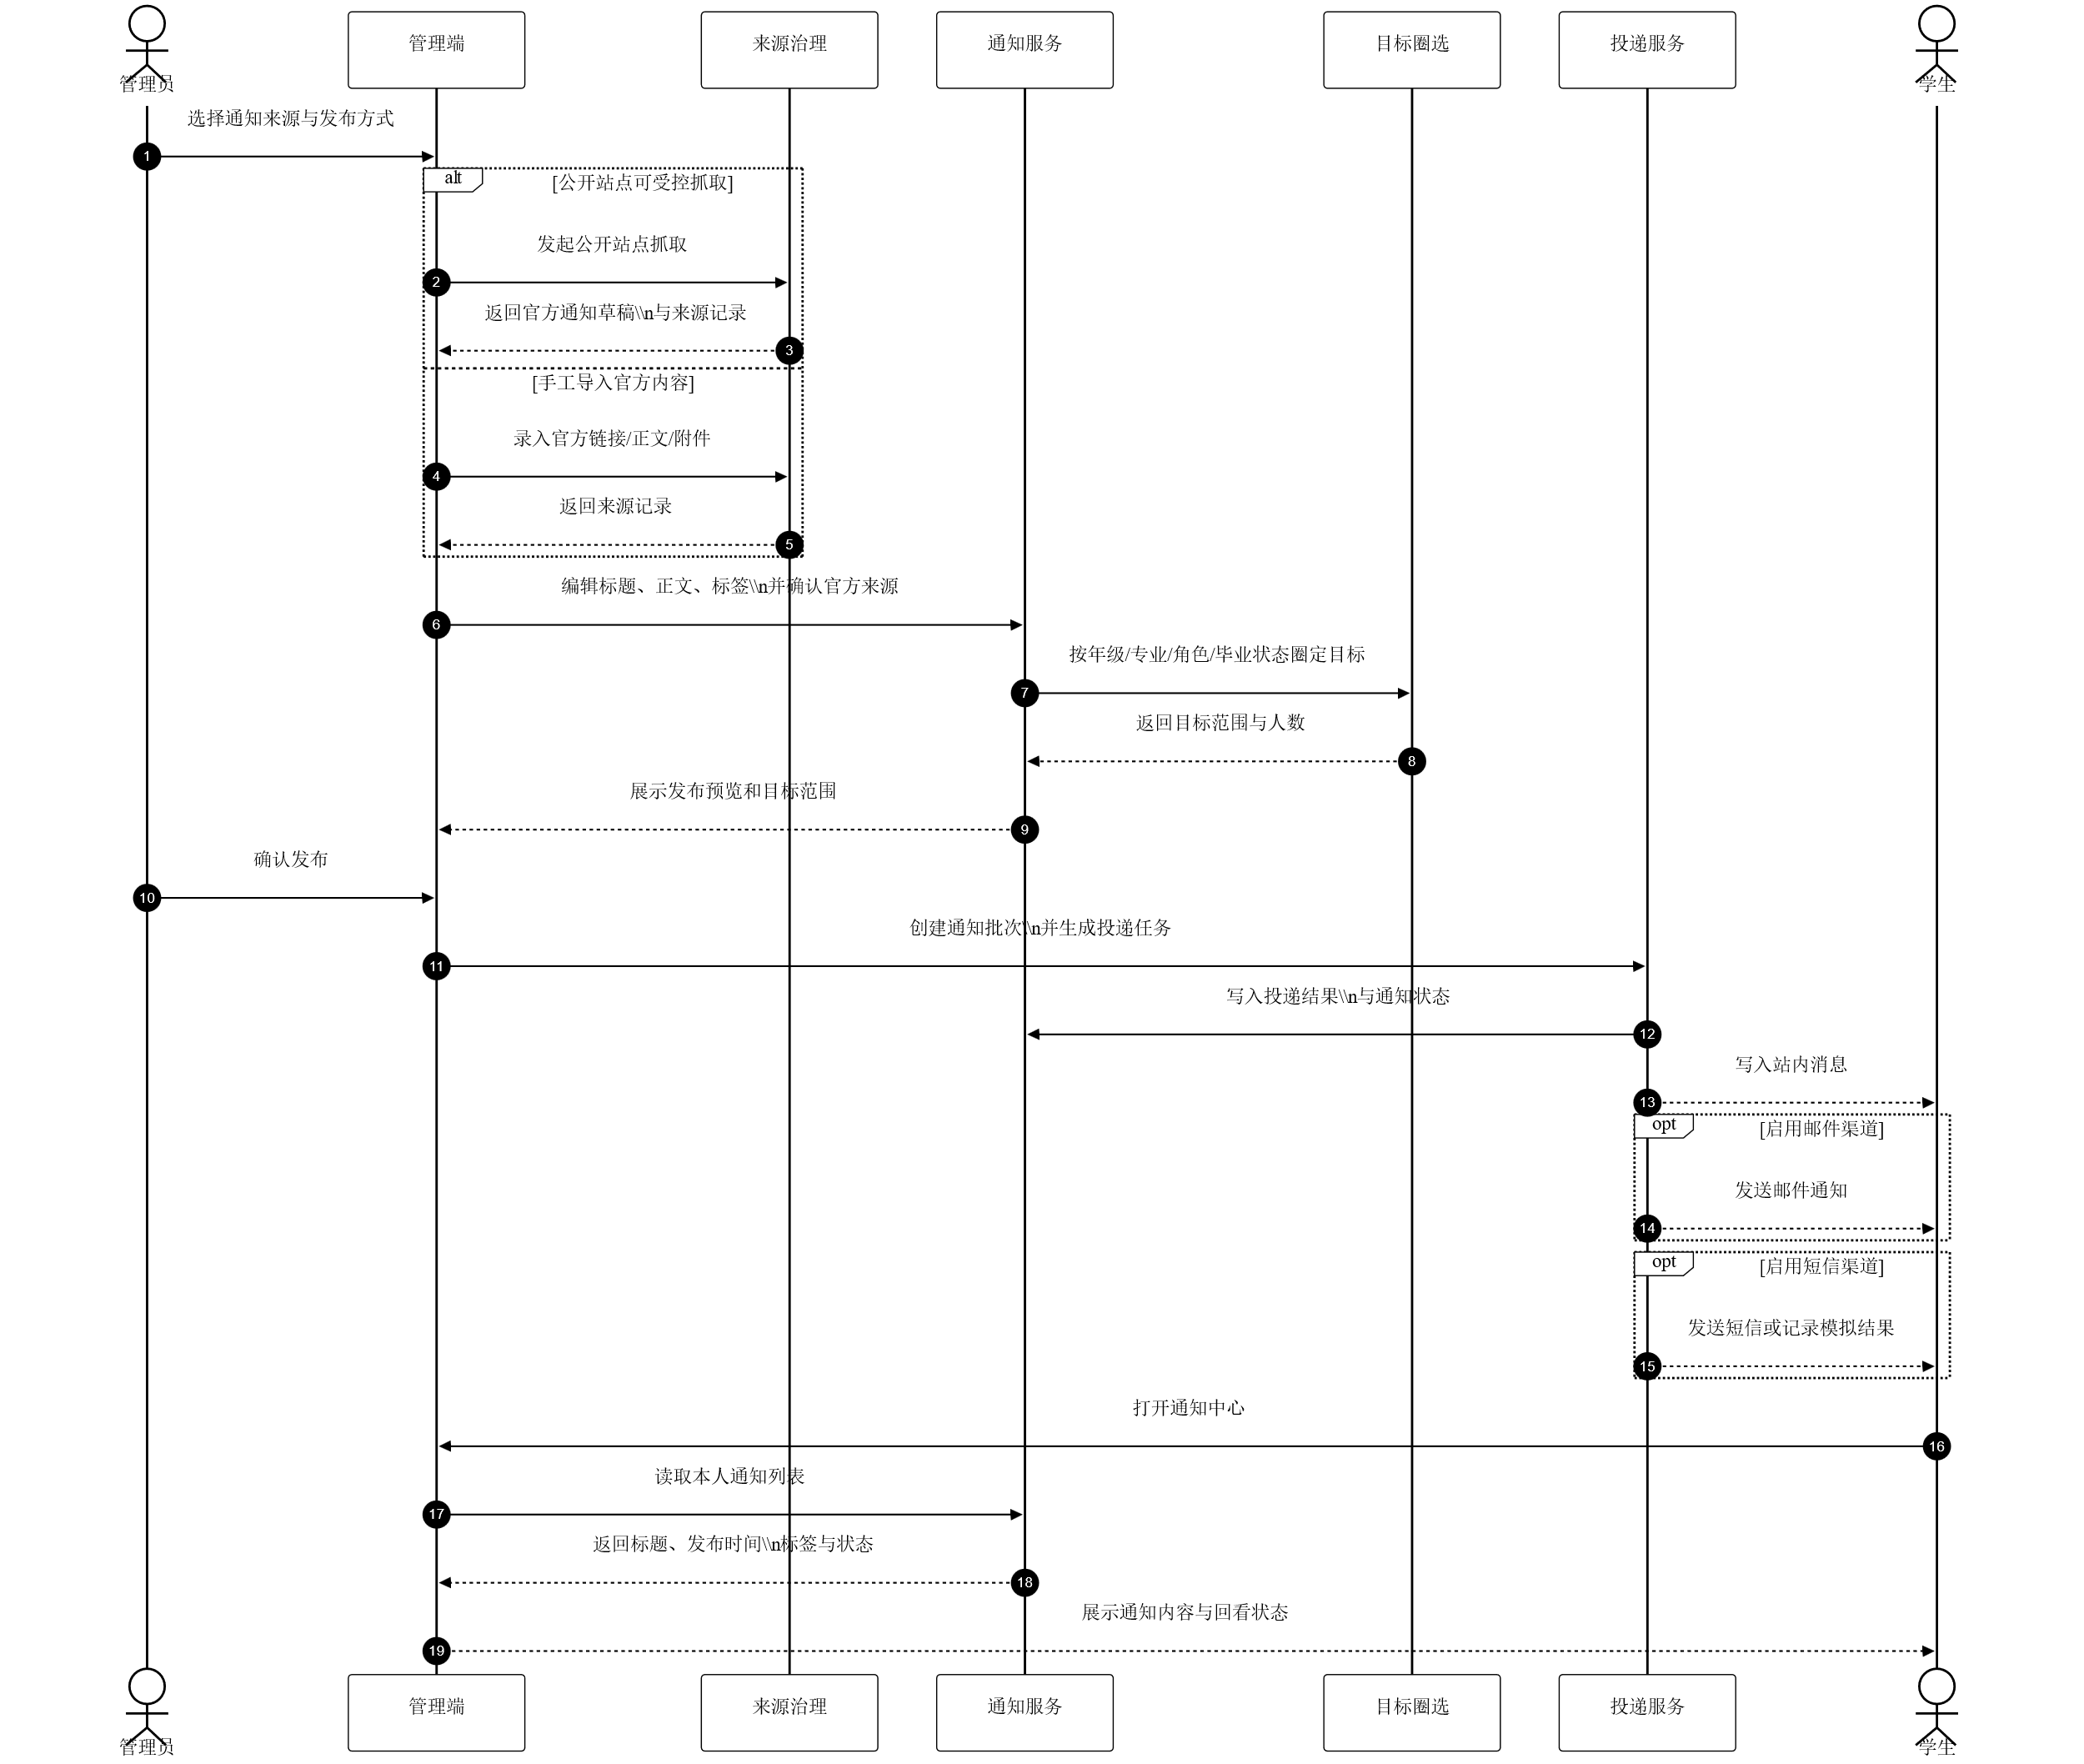 管理端
来源治理
通知服务
目标圈选
投递服务
管理员
学生
选择通知来源与发布方式
1
alt
[公开站点可受控抓取]
发起公开站点抓取
2
返回官方通知草稿\\n与来源记录
3
[手工导入官方内容]
录入官方链接/正文/附件
4
返回来源记录
5
编辑标题、正文、标签\\n并确认官方来源
6
按年级/专业/角色/毕业状态圈定目标
7
返回目标范围与人数
8
展示发布预览和目标范围
9
确认发布
10
创建通知批次\\n并生成投递任务
11
写入投递结果\\n与通知状态
12
写入站内消息
13
opt
[启用邮件渠道]
发送邮件通知
14
opt
[启用短信渠道]
发送短信或记录模拟结果
15
打开通知中心
16
读取本人通知列表
17
返回标题、发布时间\\n标签与状态
18
展示通知内容与回看状态
19
管理端
来源治理
通知服务
目标圈选
投递服务
管理员
学生